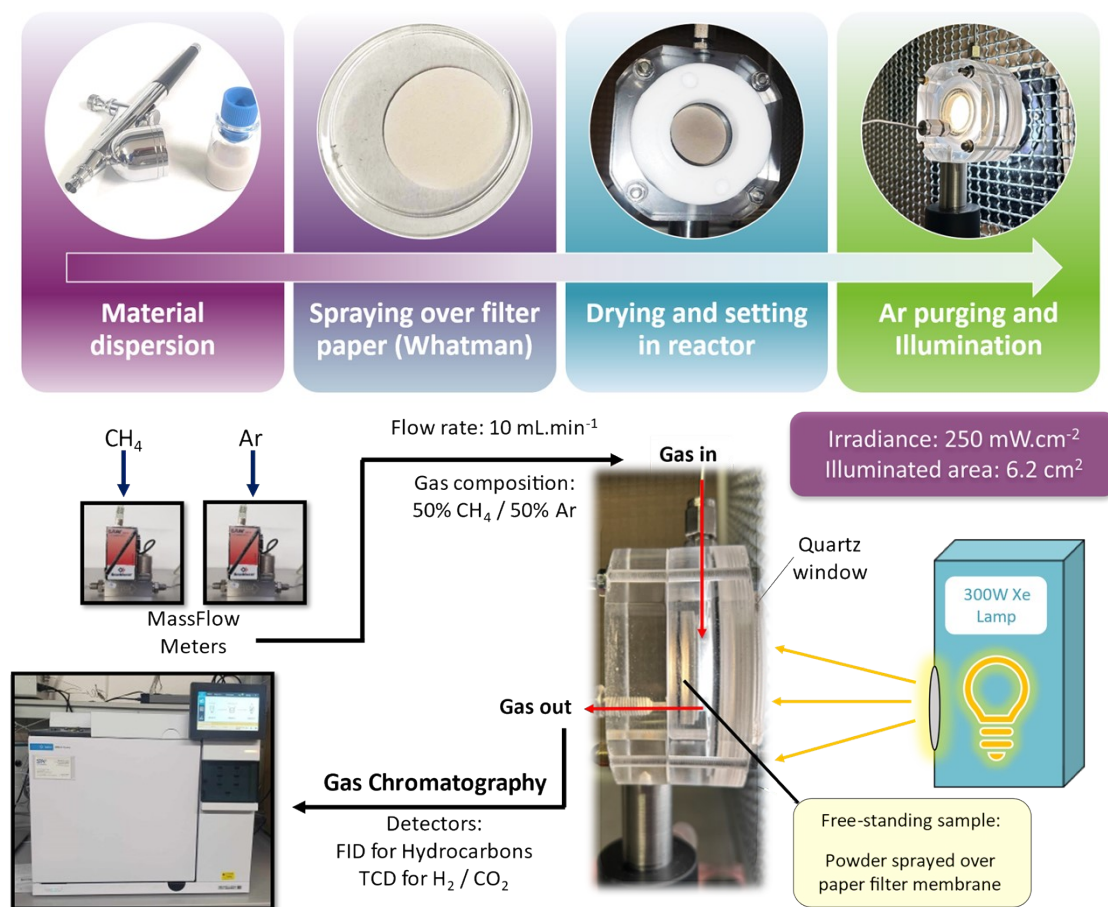 Material
dispersion
Spraying over filter
paper (Whatman)
Drying and setting
in reactor
Ar purging and
Illumination
CH₄
Ar
MassFlow
Meters
Flow rate: 10 mL.min⁻¹
Gas composition:
50% CH₄ / 50% Ar
Gas in
Irradiance: 250 mW.cm⁻²
Illuminated area: 6.2 cm²
Quartz
window
300W Xe
Lamp
Gas out
Gas Chromatography
Detectors:
FID for Hydrocarbons
TCD for H₂ / CO₂
Free-standing sample:
Powder sprayed over
paper filter membrane